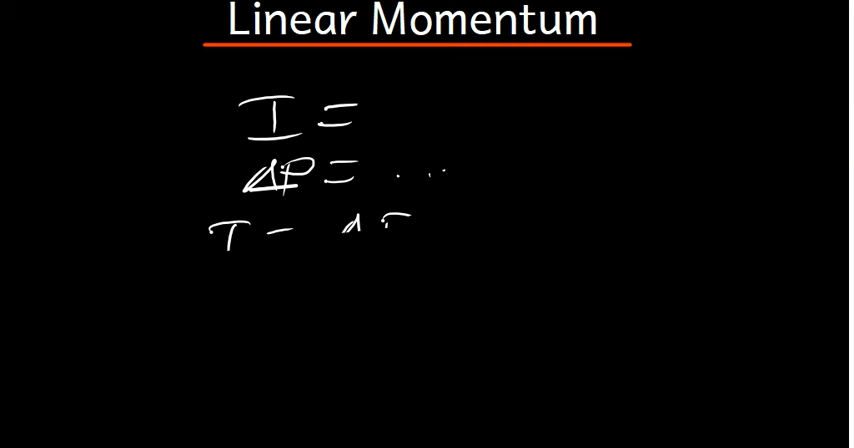 Linear Momentum
I =
ΔP = ...